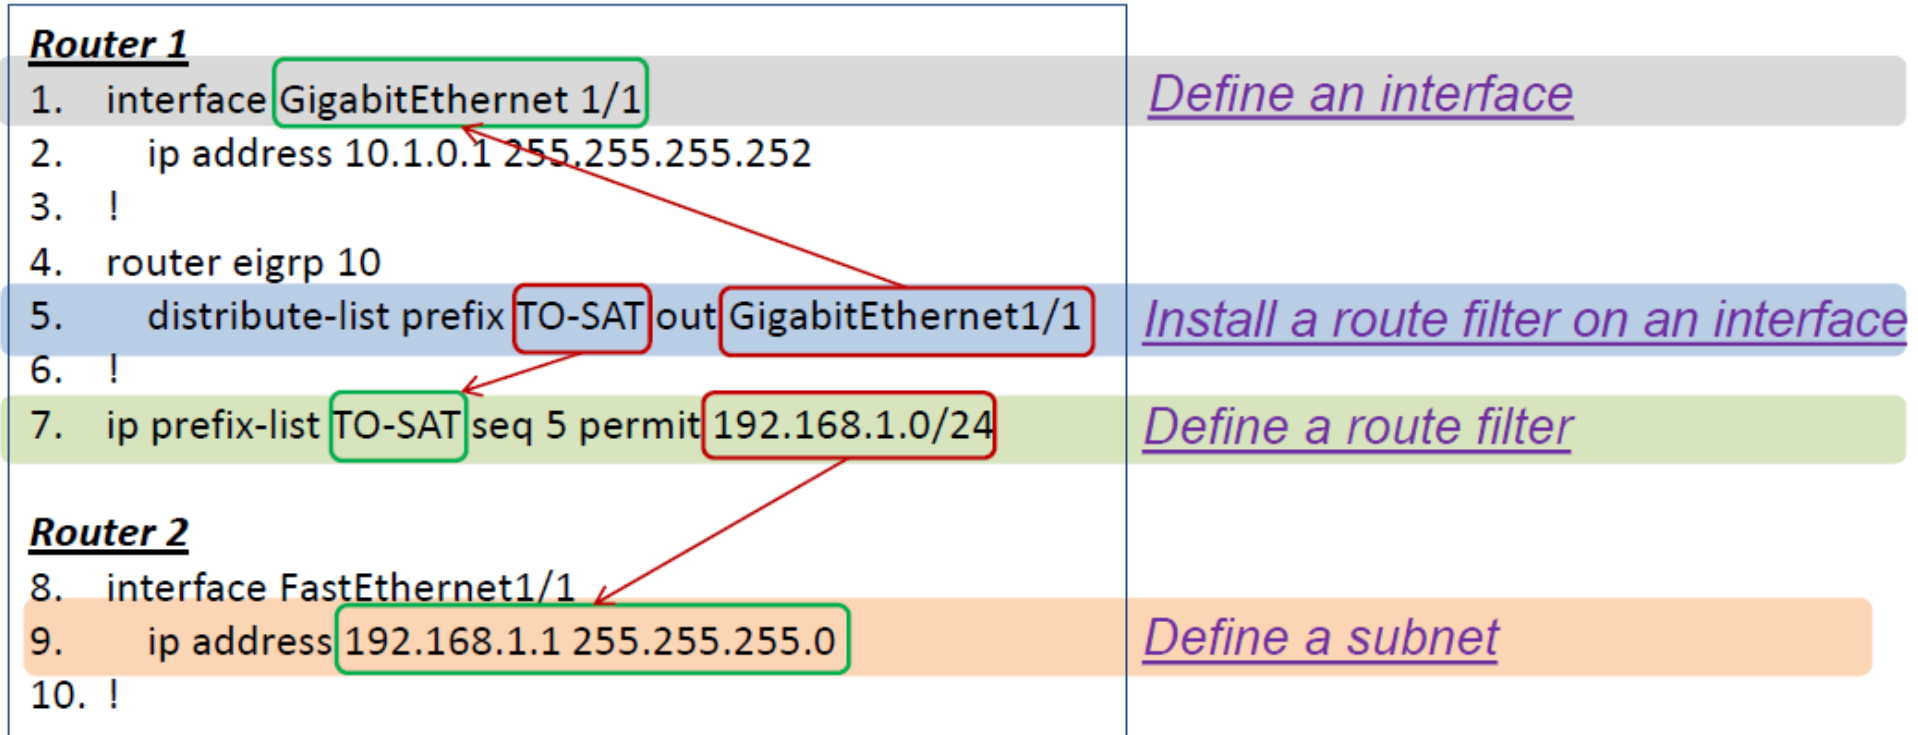 Router 1
1. interface GigabitEthernet 1/1 Define an interface
2. ip address 10.1.0.1 255.255.255.252
3. !
4. router eigrp 10
5. distribute-list prefix TO-SAT out GigabitEthernet1/1 Install a route filter on an interface
6. !
7. ip prefix-list TO-SAT seq 5 permit 192.168.1.0/24 Define a route filter
Router 2
8. interface FastEthernet1/1
9. ip address 192.168.1.1 255.255.255.0 Define a subnet
10. !